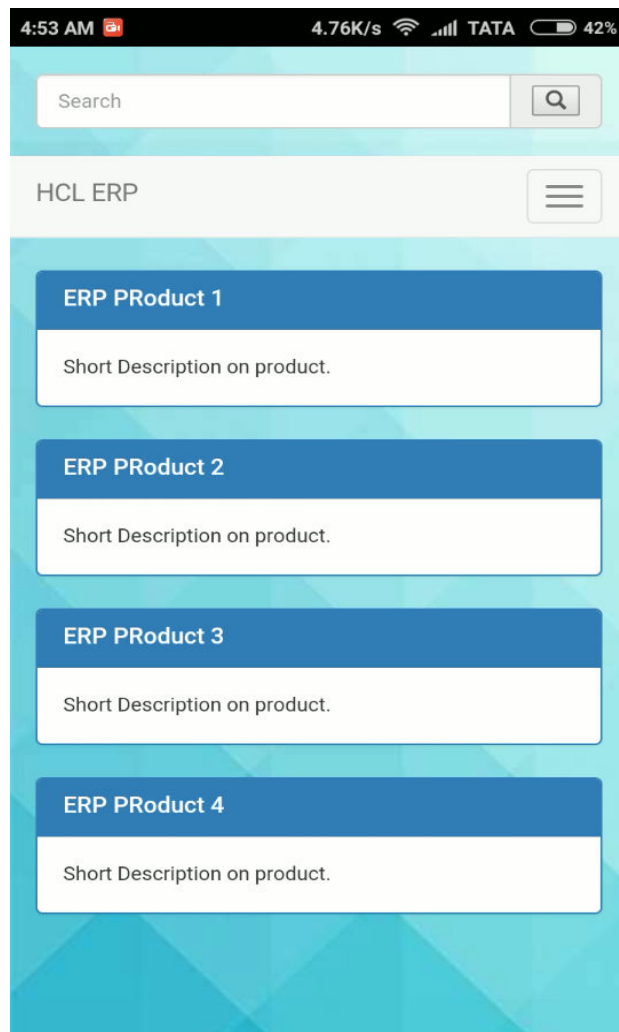 4:53 AM 4.76K/s TATA 42%
Search
HCL ERP
ERP PRoduct 1
Short Description on product.
ERP PRoduct 2
Short Description on product.
ERP PRoduct 3
Short Description on product.
ERP PRoduct 4
Short Description on product.